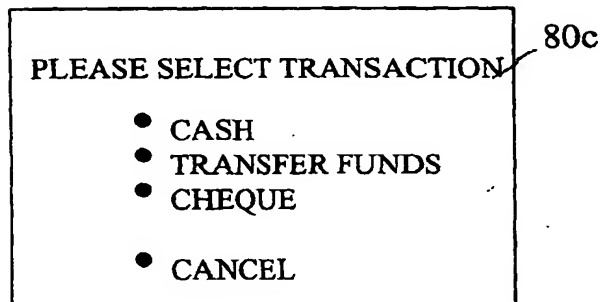 80c
PLEASE SELECT TRANSACTION
• CASH
• TRANSFER FUNDS
• CHEQUE
• CANCEL